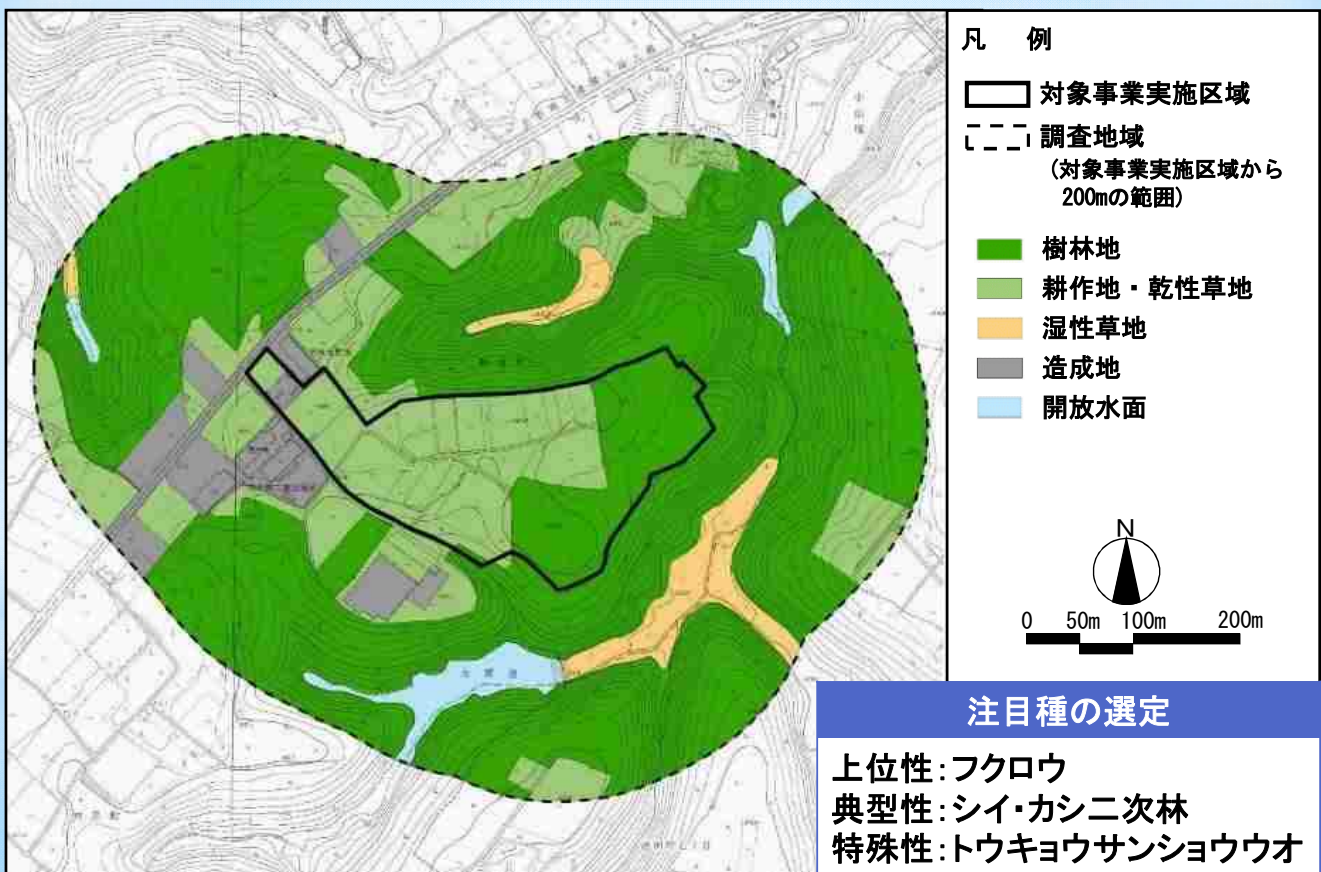 凡 例
対象事業実施区域
調査地域
(対象事業実施区域から
200mの範囲)
樹林地
耕作地・乾性草地
湿性草地
造成地
開放水面
N
0 50m 100m 200m
注目種の選定
上位性:フクロウ
典型性:シイ・カシ二次林
特殊性:トウキョウサンショウウオ